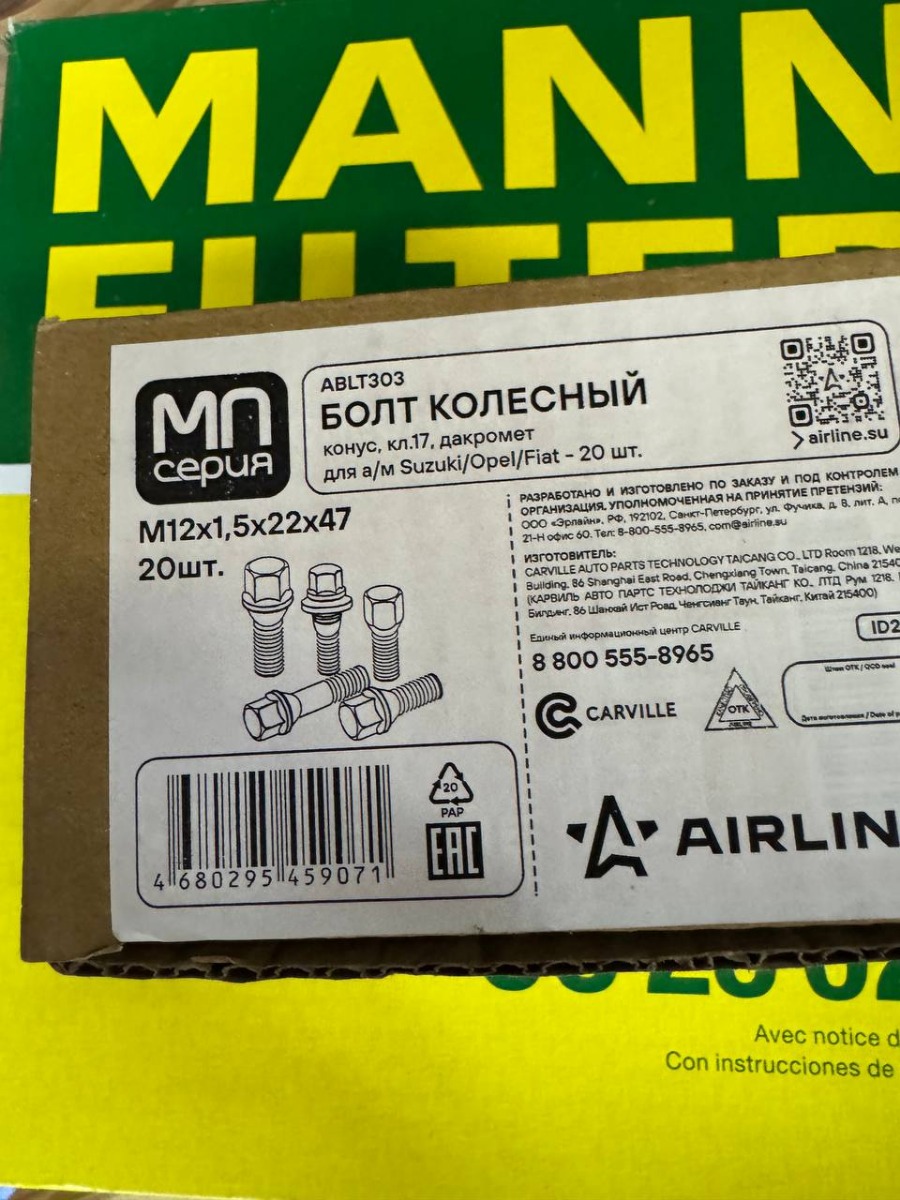 MANN
МП
серия
ABLT303
БОЛТ КОЛЕСНЫЙ
конус, кл.17, дакромет
для а/м Suzuki/Opel/Fiat - 20 шт.
airline.su
M12x1,5x22x47
20шт.
РАЗРАБОТАНО И ИЗГОТОВЛЕНО ПО ЗАКАЗУ И ПОД КОНТРОЛЕМ
ОРГАНИЗАЦИЯ, УПОЛНОМОЧЕННАЯ НА ПРИНЯТИЕ ПРЕТЕНЗИЙ:
ООО «Эрлайн», РФ, 192102, Санкт-Петербург, ул. Фучика, д. 8, лит. А,
21-Н офис 60. Тел: 8-800-555-8965, com@airline.su
ИЗГОТОВИТЕЛЬ:
CARVILLE AUTO PARTS TECHNOLOGY TAICANG CO., LTD Room 1218,
Building, 86 Shanghai East Road, Chengxiang Town, Taicang, China
(КАРВИЛЬ АВТО ПАРТС ТЕХНОЛОДЖИ ТАЙКАНГ КО., ЛТД Рум 1218,
Билдинг, 86 Шанхай Ист Роад, Ченгсианг Таун, Тайканг, Китай 215400)
Единый информационный центр CARVILLE
8 800 555-8965
ID2
CARVILLE
ОТК
20
PAP
EAC
4 680295 459071
AIRLIN
Avec notice d
Con instrucciones de